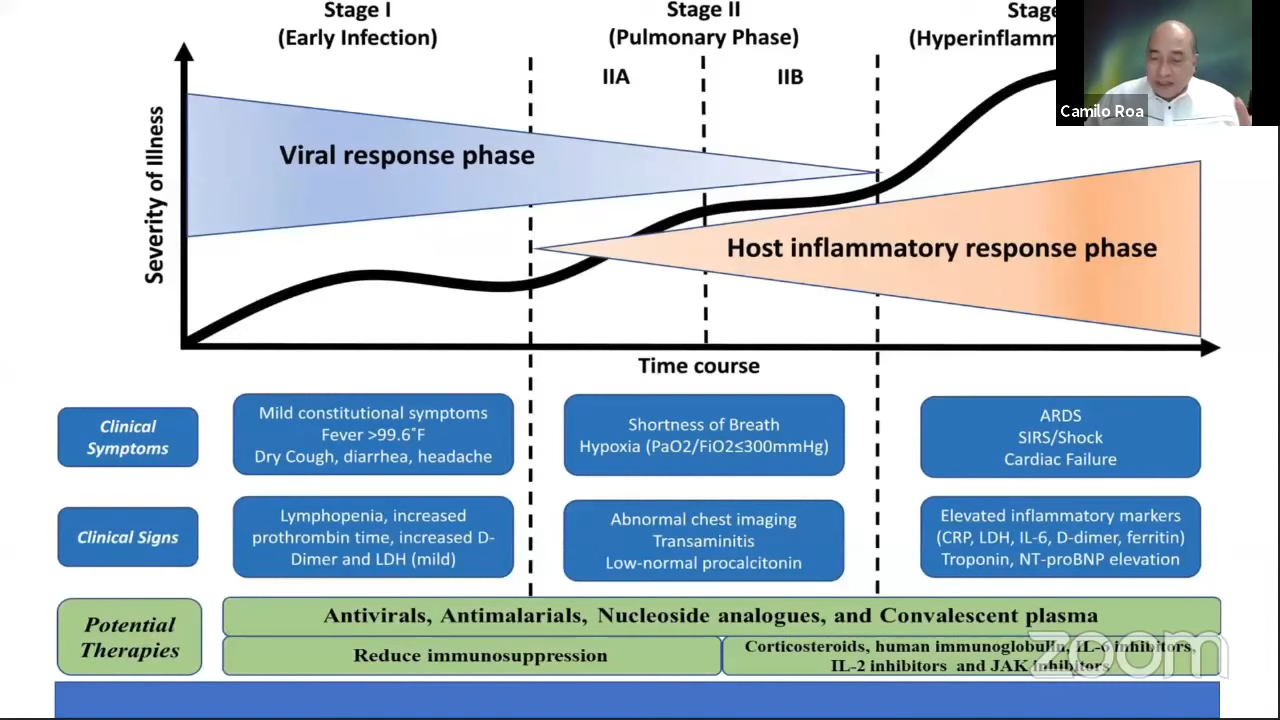 Stage I
(Early Infection)
Stage II
(Pulmonary Phase)
Stage
(Hyperinflamm
IIA
IIB
Camilo Roa
Severity of Illness
Viral response phase
Host inflammatory response phase
Time course
Clinical
Symptoms
Mild constitutional symptoms
Fever >99.6°F
Dry Cough, diarrhea, headache
Shortness of Breath
Hypoxia (PaO2/FiO2≤300mmHg)
ARDS
SIRS/Shock
Cardiac Failure
Clinical Signs
Lymphopenia, increased
prothrombin time, increased D-
Dimer and LDH (mild)
Abnormal chest imaging
Transaminitis
Low-normal procalcitonin
Elevated inflammatory markers
(CRP, LDH, IL-6, D-dimer, ferritin)
Troponin, NT-proBNP elevation
Potential
Therapies
Antivirals, Antimalarials, Nucleoside analogues, and Convalescent plasma
Reduce immunosuppression
Corticosteroids, human immunoglobulin, IL-6 inhibitors,
IL-2 inhibitors and JAK inhibitors
zoom